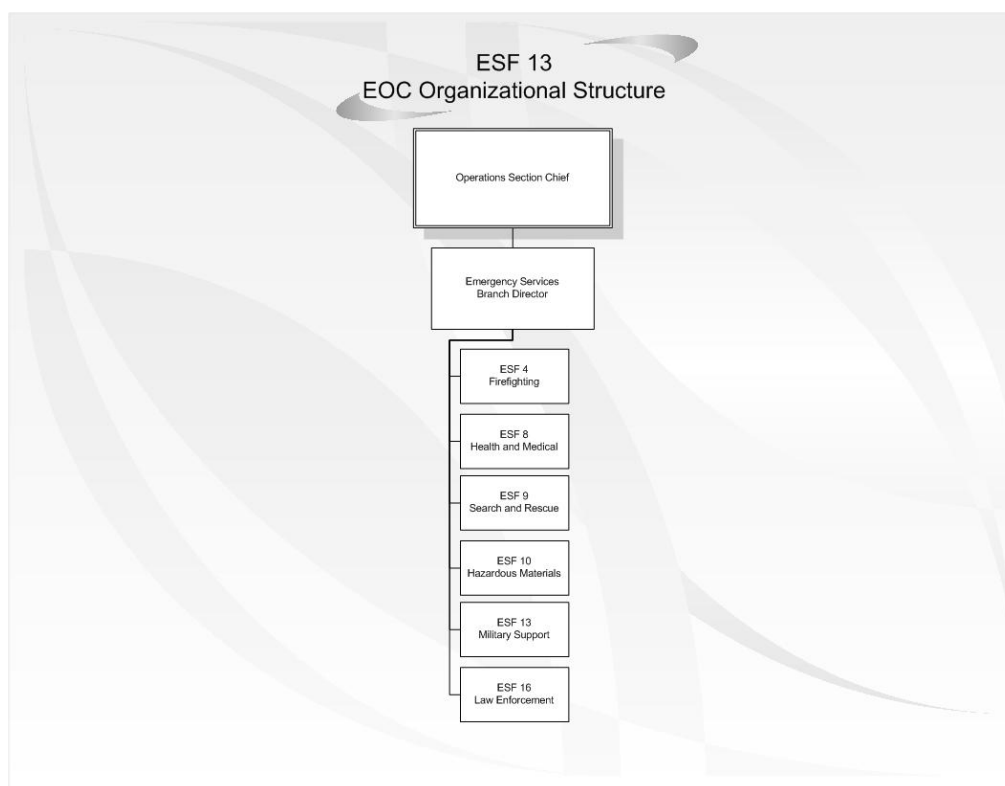 ESF 13
EOC Organizational Structure
Operations Section Chief
Emergency Services
Branch Director
ESF 4
Firefighting
ESF 8
Health and Medical
ESF 9
Search and Rescue
ESF 10
Hazardous Materials
ESF 13
Military Support
ESF 16
Law Enforcement